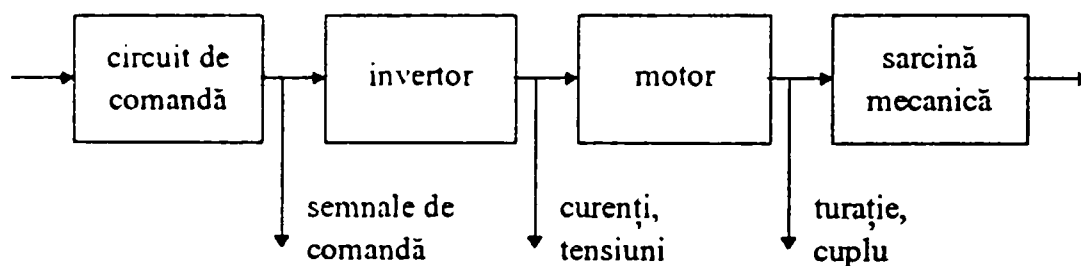 circuit de
comandă
invertor
motor
sarcină
mecanică
semnale de
comandă
curenți,
tensiuni
turație,
cuplu